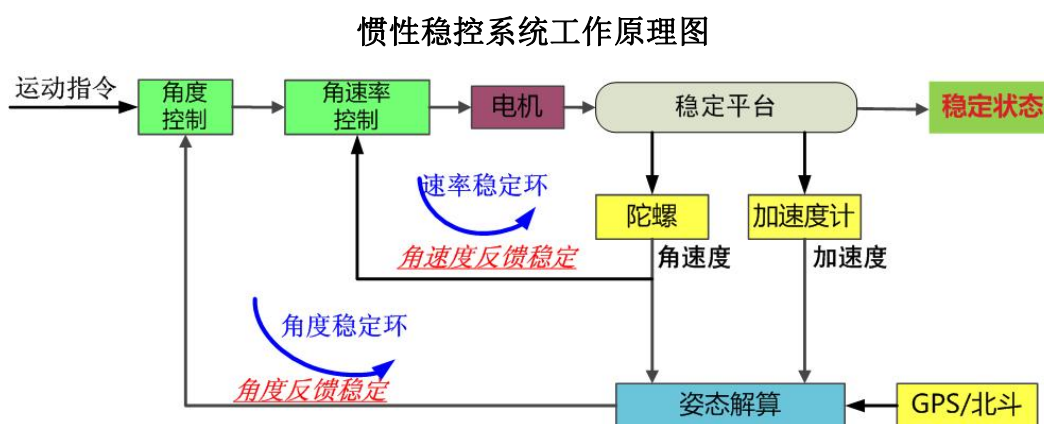 惯性稳控系统工作原理图
运动指令
角度
控制
角速率
控制
电机
稳定平台
稳定状态
速率稳定环
陀螺
加速度计
角速度反馈稳定
角速度
加速度
角度稳定环
角度反馈稳定
姿态解算
GPS/北斗